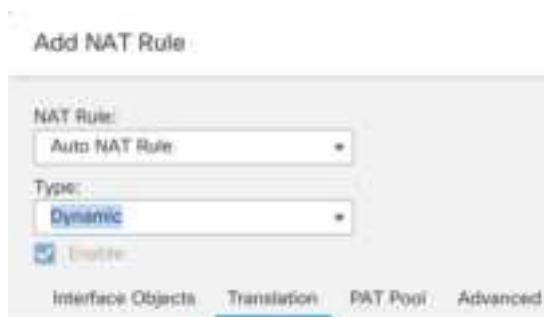 Add NAT Rule
NAT Rule:
Auto NAT Rule
Type:
Dynamic
Enable
Interface Objects Translation PAT Pool Advanced